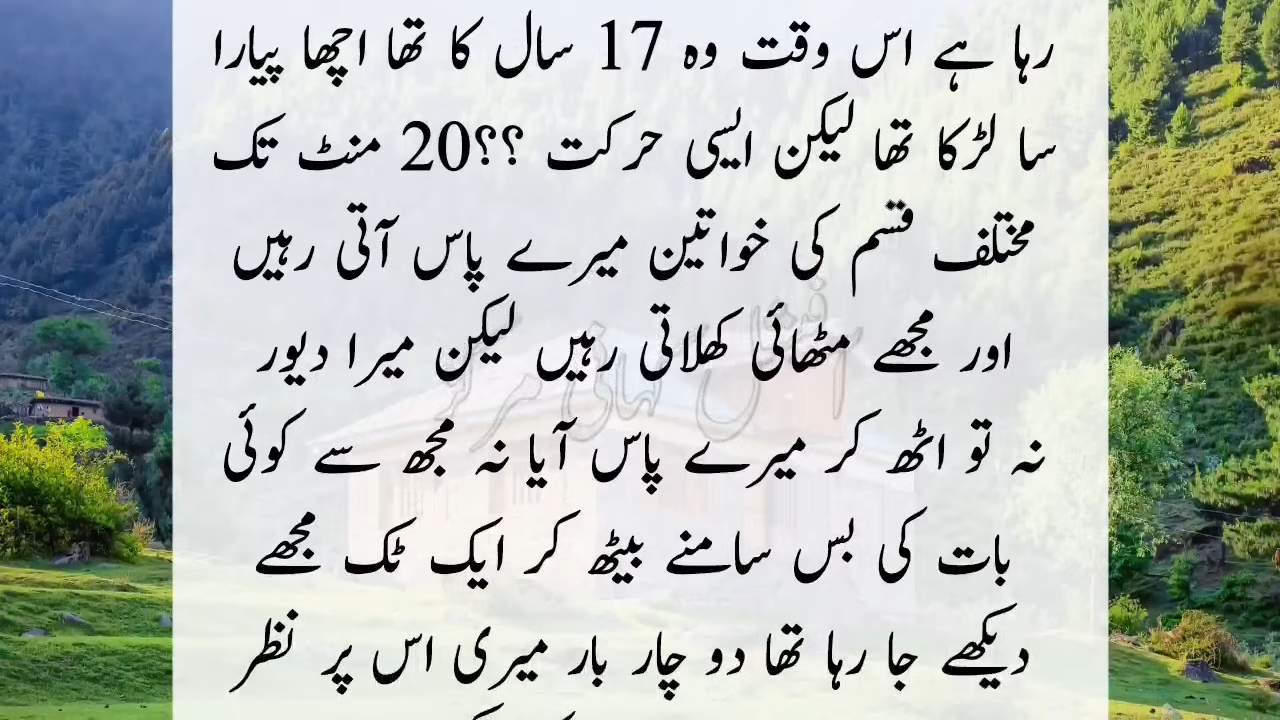 رہا ہے اس وقت وہ 17 سال کا تھا اچھا پیارا
سا لڑکا تھا لیکن ایسی حرکت ؟؟20 منٹ تک
مختلف قسم کی خواتین میرے پاس آتی رہیں
اور مجھے مٹھائی کھلاتی رہیں لیکن میرا دیور
نہ تو اٹھ کر میرے پاس آیا نہ مجھ سے کوئی
بات کی بس سامنے بیٹھ کر ایک ٹک مجھے
دیکھے جا رہا تھا دو چار بار میری اس پر نظر